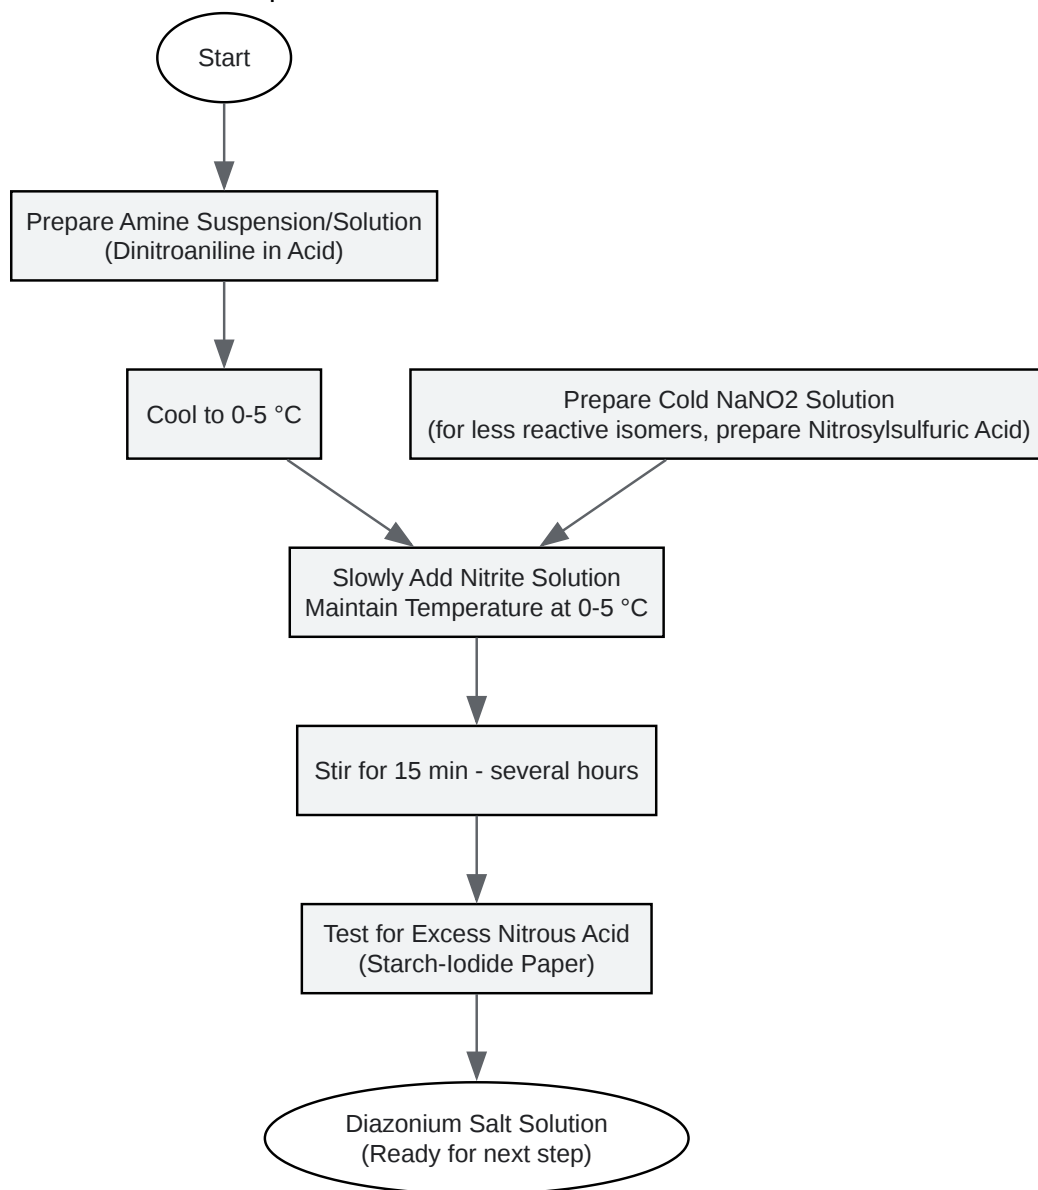 Start
Prepare Amine Suspension/Solution
(Dinitroaniline in Acid)
Cool to 0-5 °C
Prepare Cold NaNO2 Solution
(for less reactive isomers, prepare Nitrosylsulfuric Acid)
Slowly Add Nitrite Solution
Maintain Temperature at 0-5 °C
Stir for 15 min - several hours
Test for Excess Nitrous Acid
(Starch-Iodide Paper)
Diazonium Salt Solution
(Ready for next step)